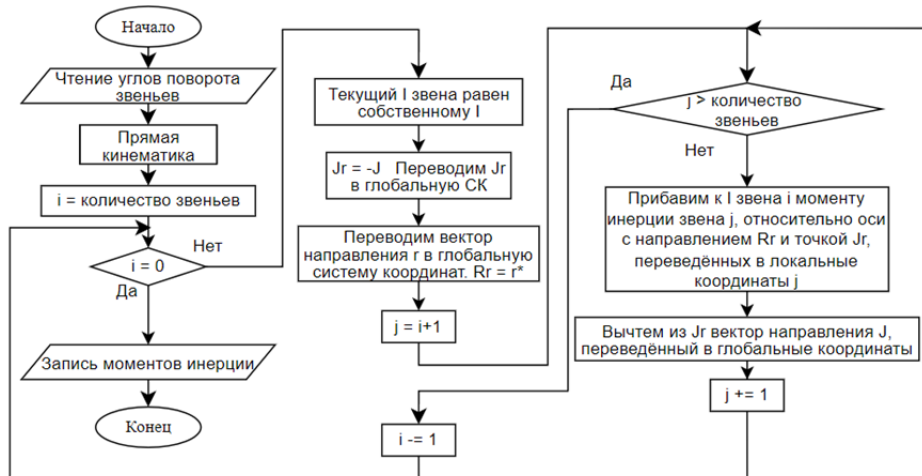 Начало
Чтение углов поворота
звеньев
Прямая
кинематика
i = количество звеньев
i = 0
Нет
Да
Запись моментов инерции
Конец
Текущий I звена равен
собственному I
Jr = -J Переводим Jr
в глобальную СК
Переводим вектор
направления r в глобальную
систему координат. Rr = r*
j = i+1
i -= 1
Да
j > количество
звеньев
Нет
Прибавим к I звена i моменту
инерции звена j, относительно оси
с направлением Rr и точкой Jr,
переведённых в локальные
координаты j
Вычтем из Jr вектор направления J,
переведённый в глобальные координаты
j += 1